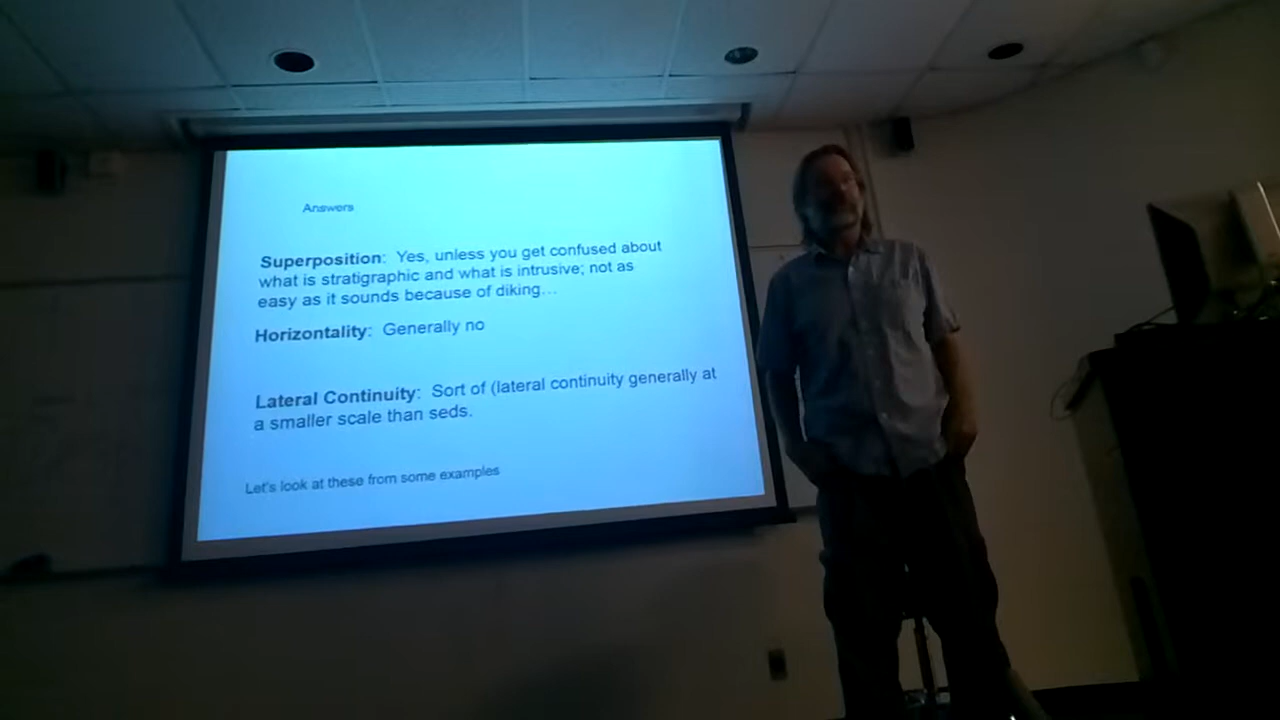 Answers
Superposition: Yes, unless you get confused about
what is stratigraphic and what is intrusive; not as
easy as it sounds because of diking...
Horizontality: Generally no
Lateral Continuity: Sort of (lateral continuity generally at
a smaller scale than seds.
Let's look at these from some examples